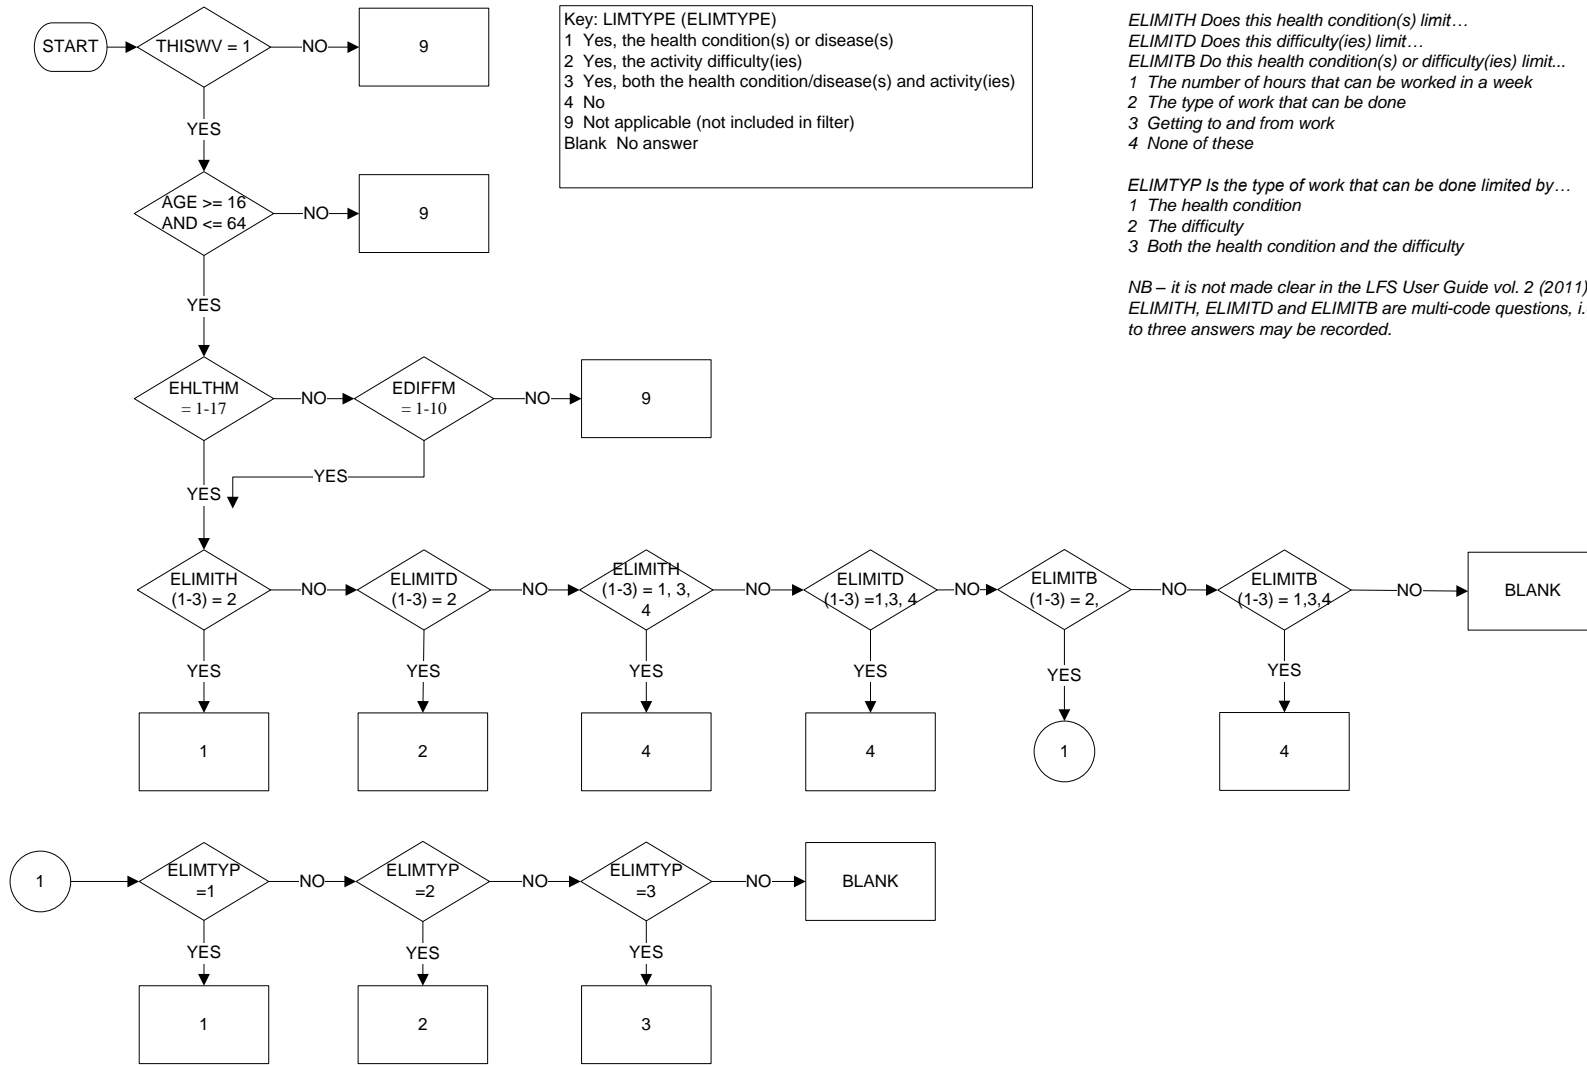 START
THISWV = 1
NO
9
YES
AGE >= 16
AND <= 64
NO
9
YES
Key: LIMTYPE (ELIMTYPE)
1 Yes, the health condition(s) or disease(s)
2 Yes, the activity difficulty(ies)
3 Yes, both the health condition/disease(s) and activity(ies)
4 No
9 Not applicable (not included in filter)
Blank No answer
ELIMITH Does this health condition(s) limit…
ELIMITD Does this difficulty(ies) limit…
ELIMITB Do this health condition(s) or difficulty(ies) limit...
1 The number of hours that can be worked in a week
2 The type of work that can be done
3 Getting to and from work
4 None of these
ELIMTYP Is the type of work that can be done limited by…
1 The health condition
2 The difficulty
3 Both the health condition and the difficulty
NB – it is not made clear in the LFS User Guide vol. 2 (2011)
ELIMITH, ELIMITD and ELIMITB are multi-code questions, i.
to three answers may be recorded.
EHLTHM
= 1-17
NO
EDIFFM
= 1-10
NO
9
YES
YES
ELIMITH
(1-3) = 2
NO
ELIMITD
(1-3) = 2
NO
ELIMITH
(1-3) = 1, 3,
4
NO
ELIMITD
(1-3) =1,3, 4
NO
ELIMITB
(1-3) = 2,
NO
ELIMITB
(1-3) = 1,3,4
NO
BLANK
YES
YES
YES
YES
YES
YES
1
2
4
4
1
4
1
ELIMTYP
=1
NO
ELIMTYP
=2
NO
ELIMTYP
=3
NO
BLANK
YES
YES
YES
1
2
3